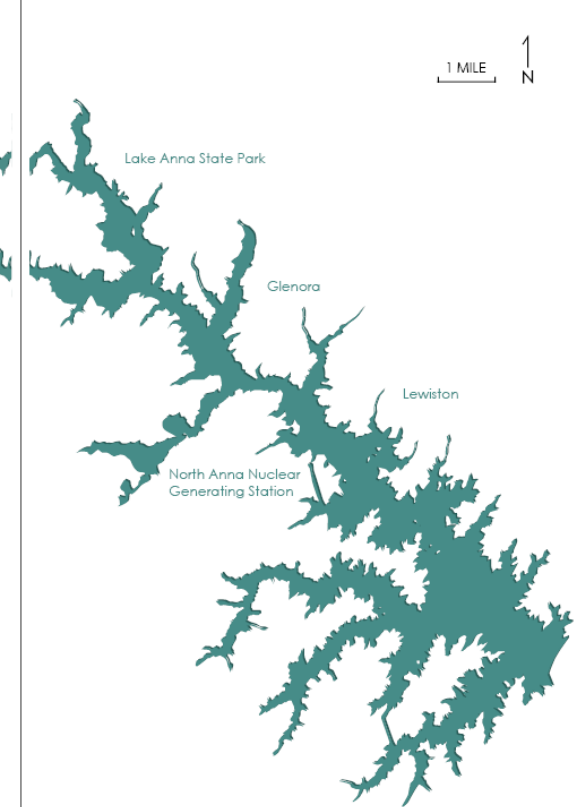 1 MILE
N
Lake Anna State Park
Glenora
Lewiston
North Anna Nuclear
Generating Station